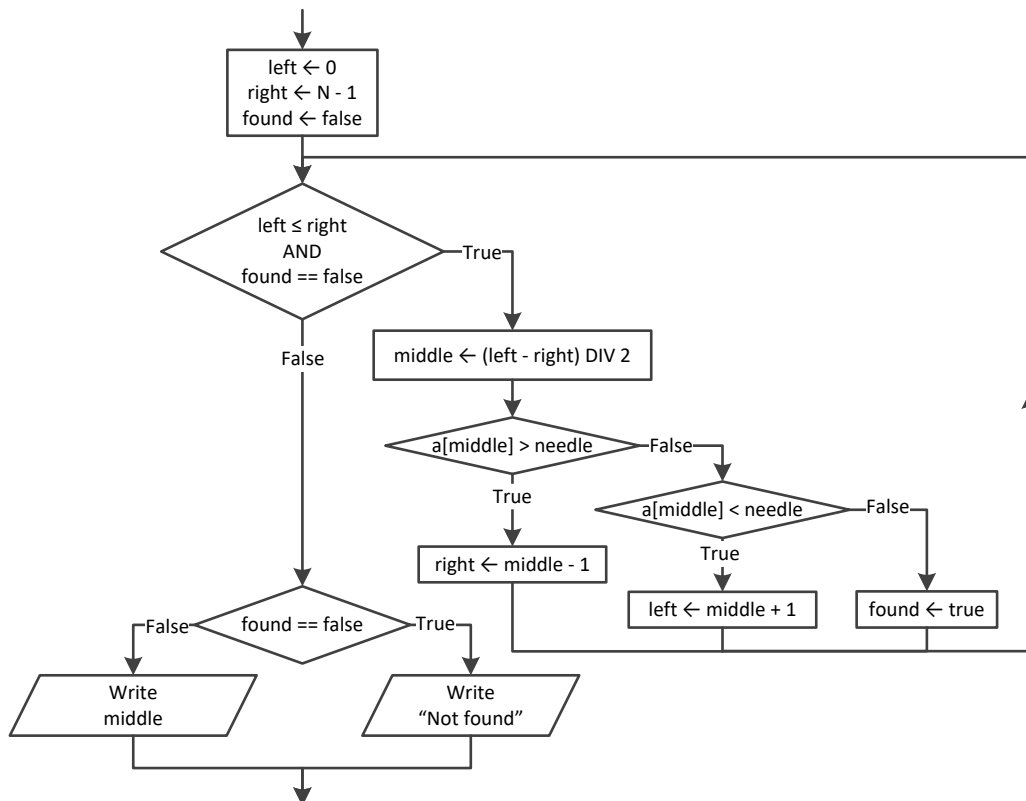 left ← 0
right ← N - 1
found ← false
left ≤ right
AND
found == false
True
False
middle ← (left - right) DIV 2
a[middle] > needle
False
True
a[middle] < needle
False
True
right ← middle - 1
left ← middle + 1
found ← true
False
found == false
True
Write
middle
Write
“Not found”